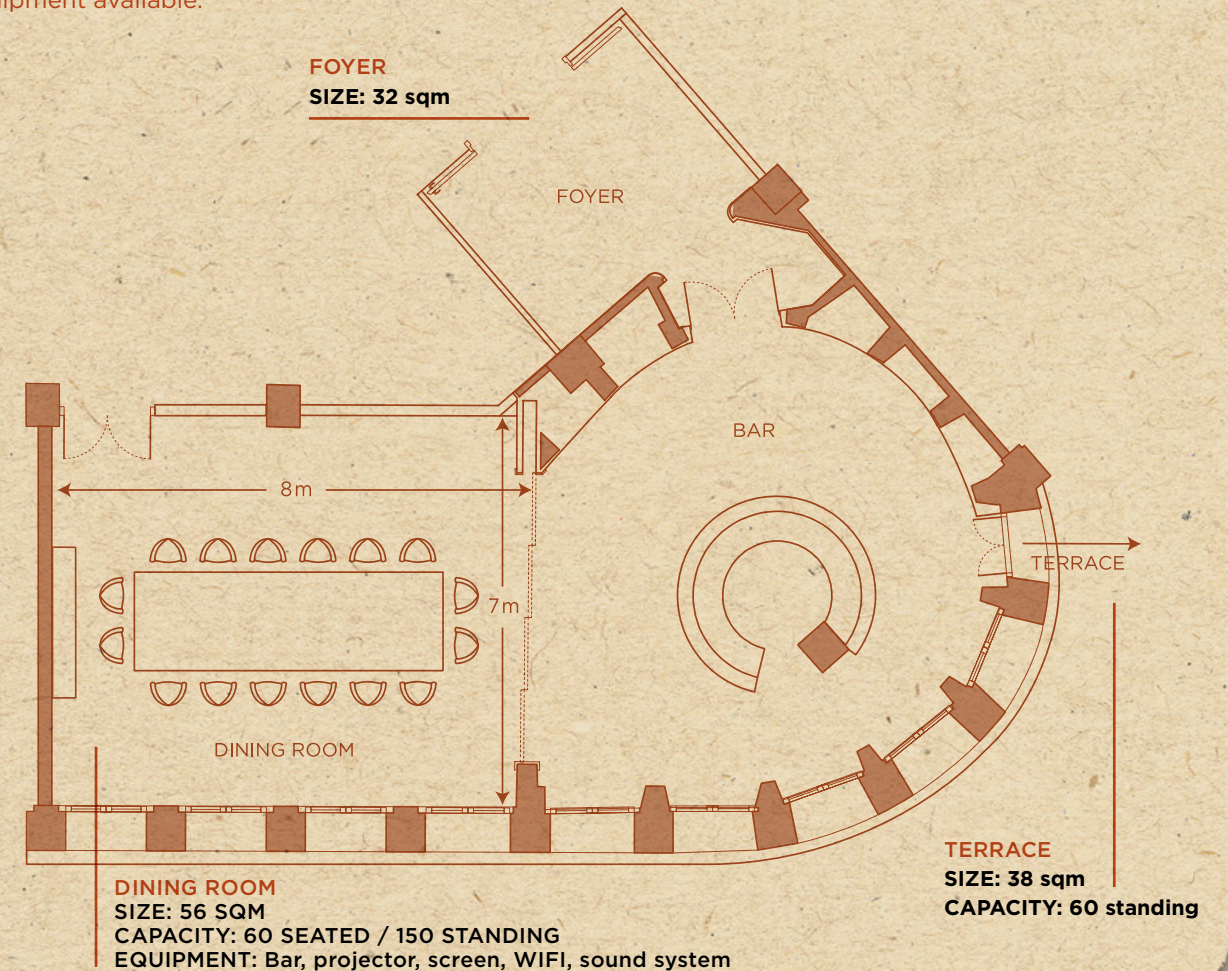 equipment available.
FOYER
SIZE: 32 sqm
FOYER
BAR
8m
TERRACE
7m
DINING ROOM
DINING ROOM
SIZE: 56 SQM
CAPACITY: 60 SEATED / 150 STANDING
EQUIPMENT: Bar, projector, screen, WIFI, sound system
TERRACE
SIZE: 38 sqm
CAPACITY: 60 standing